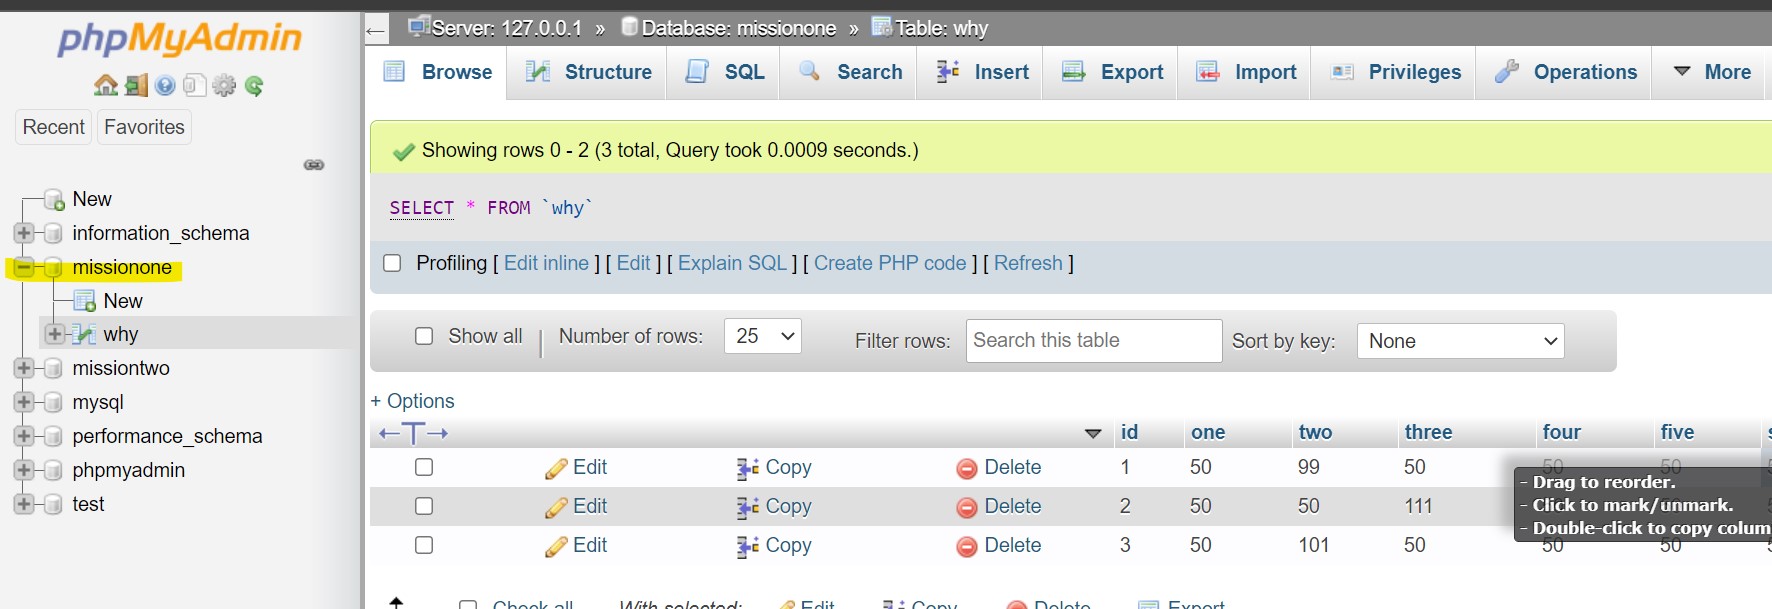 phpMyAdmin
Recent Favorites
New
information_schema
missionone
New
why
missiontwo
mysql
performance_schema
phpmyadmin
test
Server: 127.0.0.1 » Database: missionone » Table: why
Browse Structure SQL Search Insert Export Import Privileges Operations More
Showing rows 0 - 2 (3 total, Query took 0.0009 seconds.)
SELECT * FROM `why`
Profiling [ Edit inline ] [ Edit ] [ Explain SQL ] [ Create PHP code ] [ Refresh ]
Show all | Number of rows: 25 Filter rows: Search this table Sort by key: None
+ Options
←T→ id one two three four five
Edit Copy Delete 1 50 99 50 50 50
Edit Copy Delete 2 50 50 111
Edit Copy Delete 3 50 101 50 50 50
- Drag to reorder.
- Click to mark/unmark.
- Double-click to copy colum
Check all With selected: Edit Copy Delete Export